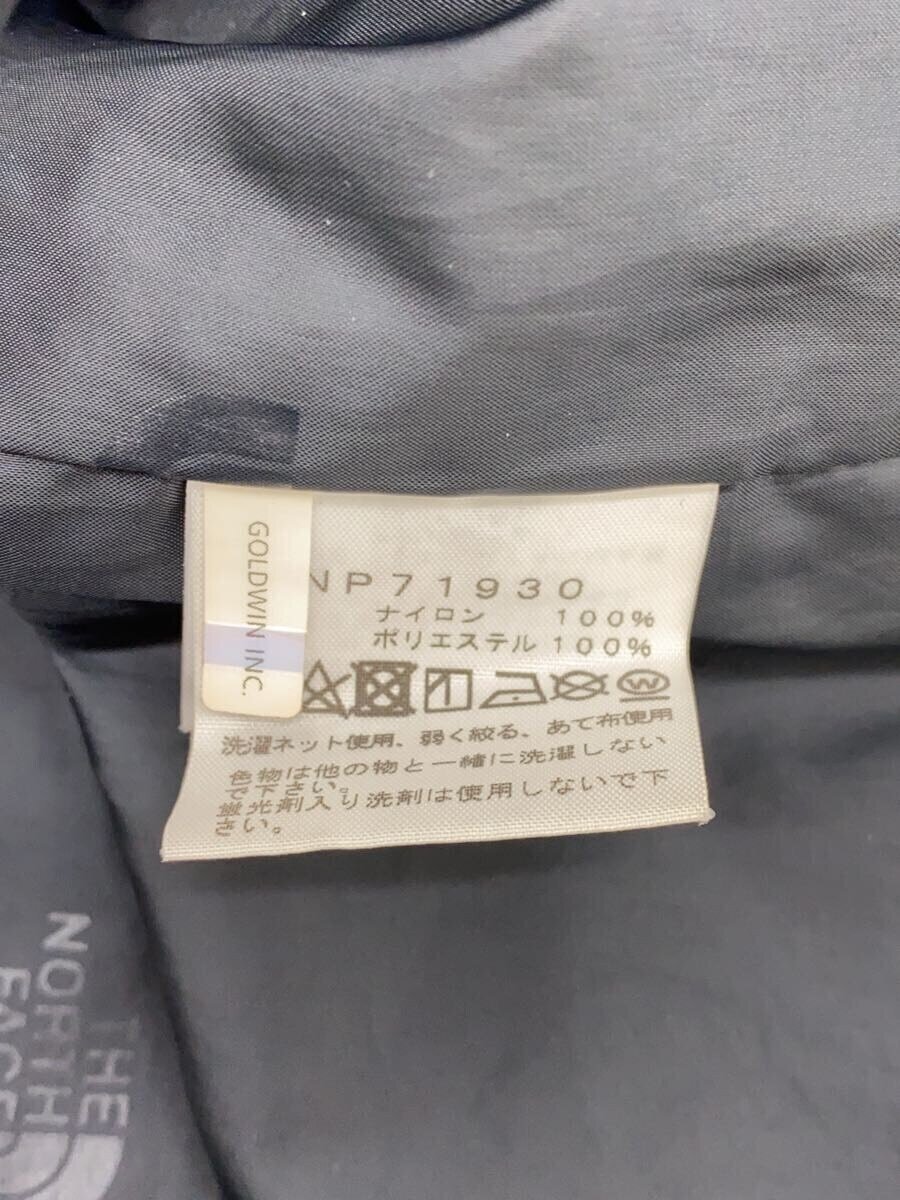 GOLDWIN INC.
NP71930
ナイロン 100%
ポリエステル 100%
W
洗濯ネット使用、弱く絞る、あて布使用
色物は他の物と一緒に洗濯しない
で下さい。
蛍光剤入り洗剤は使用しないで下
さい。
THE
NORTH
FACE